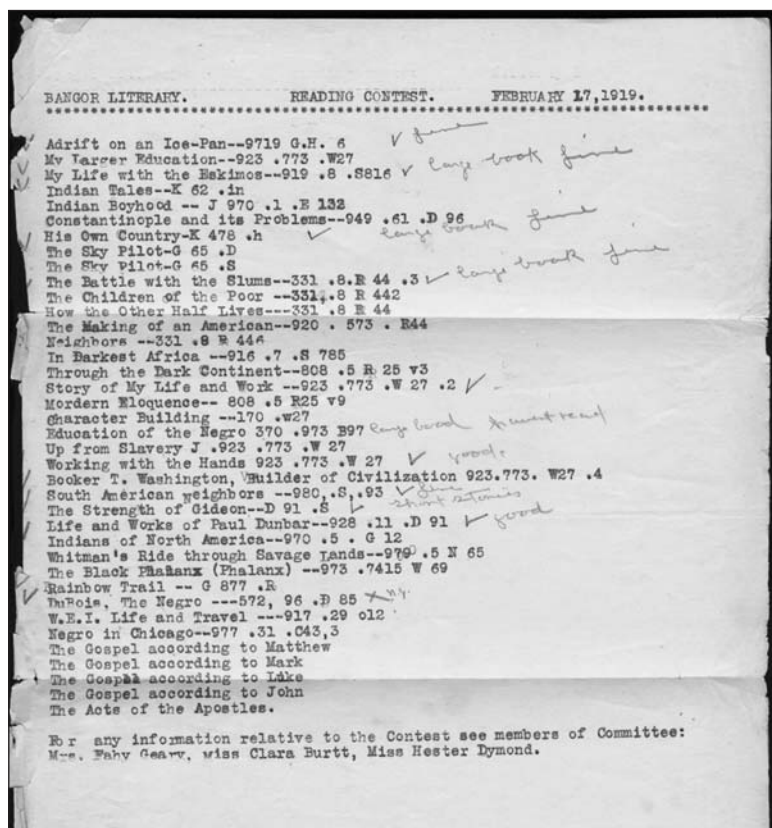 BANGOR LITERARY. READING CONTEST. FEBRUARY 17,1919.
Adrift on an Ice-Pan--9719 G.H. 6 ✓ fine
My Larger Education--923 .773 .W27
My Life with the Eskimos--919 .8 .S816 ✓ large book fine
Indian Tales--K 62 .in
Indian Boyhood -- J 970 .1 .E 132
Constantinople and its Problems--949 .61 .D 96
His Own Country-K 478 .h ✓ large book fine
The Sky Pilot-G 65 .D
The Sky Pilot-G 65 .S
The Battle with the Slums--331 .8.R 44 .3 ✓ large book fine
The Children of the Poor --331,.8 R 442
How the Other Half Lives---331 .8 R 44
The Making of an American--920 . 573 . R44
Neighbors --331 .8 R 446
In Darkest Africa --916 .7 .S 785
Through the Dark Continent--808 .5 R 25 v3
Story of My Life and Work --923 .773 .W 27 .2 ✓
Mordern Eloquence-- 808 .5 R25 v9
Character Building --170 .w27
Education of the Negro 370 .973 B97 large
Up from Slavery J .923 .773 .W 27
Working with the Hands 923 .773 .W 27 ✓ good.
Booker T. Washington, Builder of Civilization 923.773. W27 .4
South American Neighbors --980,.S,.93 ✓ fine
The Strength of Gideon--D 91 .S ✓ short stories
Life and Works of Paul Dunbar--928 .11 .D 91 ✓ good
Indians of North America--970 .5 . G 12
Whitman's Ride through Savage Lands--979 .5 N 65
The Black Phalanx (Phalanx) --973 .7415 W 69
Rainbow Trail -- G 877 .R
DuBois, The Negro ---572, 96 .D 85
W.E.I. Life and Travel ---917 .29 o12
Negro in Chicago--977 .31 .C43,3
The Gospel according to Matthew
The Gospel according to Mark
The Gospel according to Luke
The Gospel according to John
The Acts of the Apostles.
For any information relative to the Contest see members of Committee:
Mrs. Fahy Geary, Miss Clara Burtt, Miss Hester Dymond.